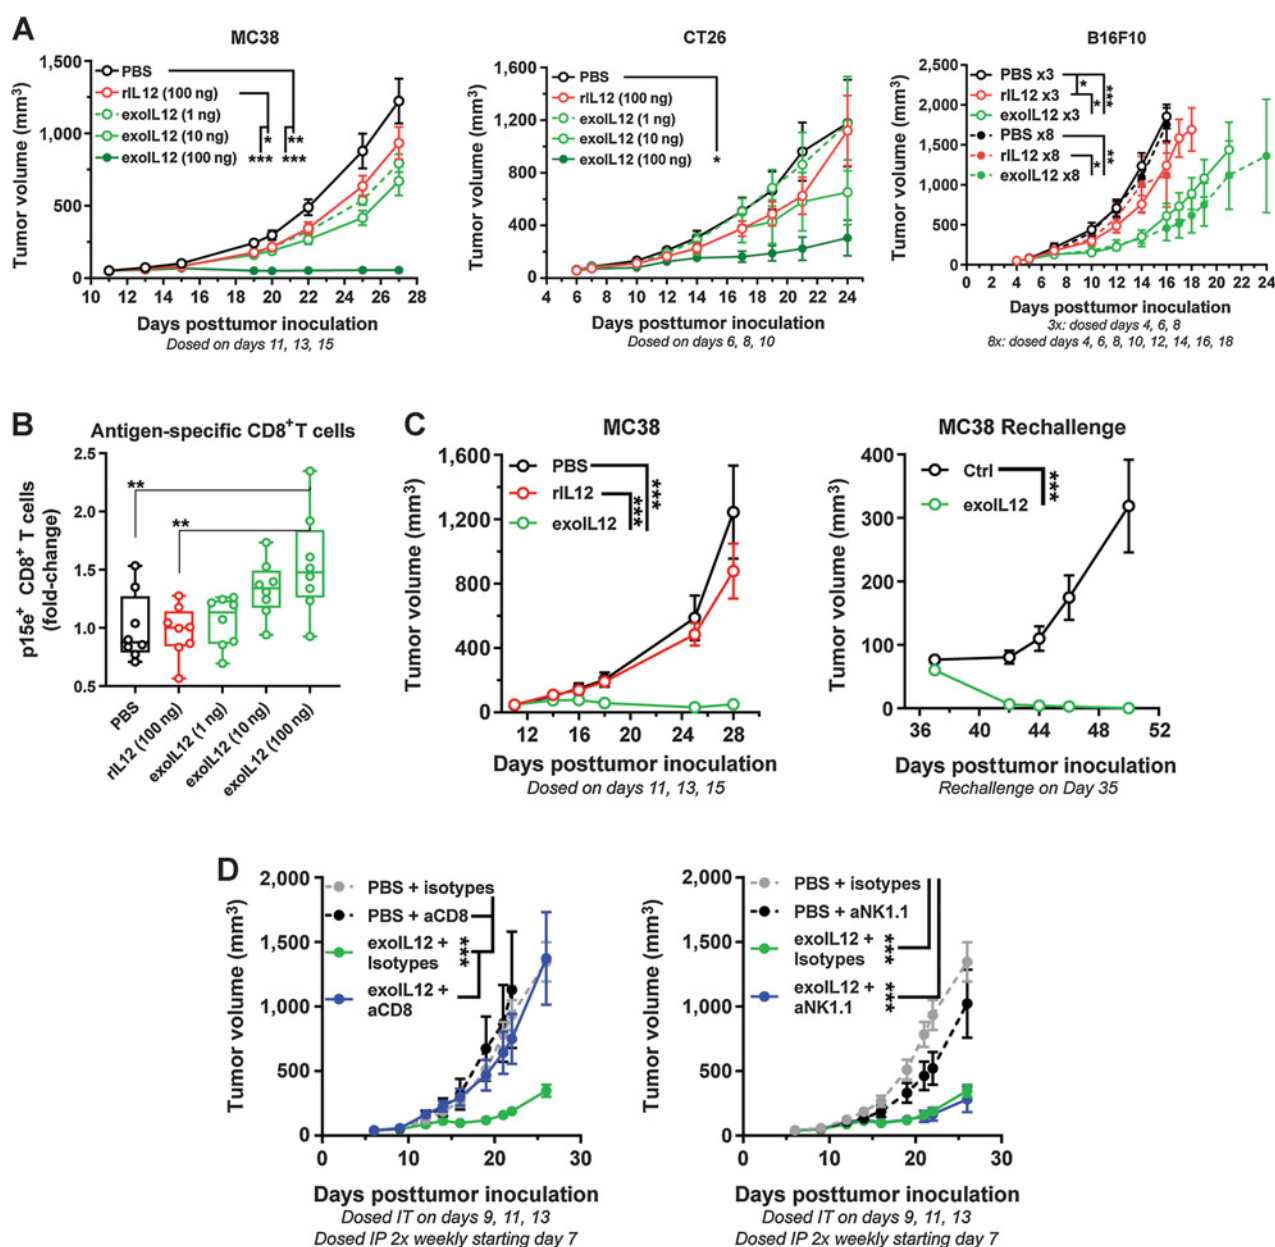 A
MC38
Tumor volume (mm³)
1,500
1,000
500
0
PBS
rIL12 (100 ng)
exoIL12 (1 ng)
exoIL12 (10 ng)
exoIL12 (100 ng)
*
**
***
***
10 12 14 16 18 20 22 24 26 28
Days posttumor inoculation
Dosed on days 11, 13, 15
CT26
Tumor volume (mm³)
1,600
1,200
800
400
0
PBS
rIL12 (100 ng)
exoIL12 (1 ng)
exoIL12 (10 ng)
exoIL12 (100 ng)
*
4 6 8 10 12 14 16 18 20 22 24
Days posttumor inoculation
Dosed on days 6, 8, 10
B16F10
Tumor volume (mm³)
2,500
2,000
1,500
1,000
500
0
PBS x3
rIL12 x3
exoIL12 x3
PBS x8
rIL12 x8
exoIL12 x8
*
*
***
*
**
0 2 4 6 8 10 12 14 16 18 20 22 24
Days posttumor inoculation
3x: dosed days 4, 6, 8
8x: dosed days 4, 6, 8, 10, 12, 14, 16, 18
B
Antigen-specific CD8⁺T cells
p15e⁺ CD8⁺ T cells
(fold-change)
2.5
2.0
1.5
1.0
0.5
**
**
PBS
rIL12 (100 ng)
exoIL12 (1 ng)
exoIL12 (10 ng)
exoIL12 (100 ng)
C
MC38
Tumor volume (mm³)
1,600
1,200
800
400
0
PBS
rIL12
exoIL12
***
***
12 16 20 24 28
Days posttumor inoculation
Dosed on days 11, 13, 15
MC38 Rechallenge
Tumor volume (mm³)
400
300
200
100
0
Ctrl
exoIL12
***
36 40 44 48 52
Days posttumor inoculation
Rechallenge on Day 35
D
Tumor volume (mm³)
2,000
1,500
1,000
500
0
PBS + isotypes
PBS + aCD8
exoIL12 +
Isotypes
exoIL12 +
aCD8
***
0 10 20 30
Days posttumor inoculation
Dosed IT on days 9, 11, 13
Dosed IP 2x weekly starting day 7
Tumor volume (mm³)
2,000
1,500
1,000
500
0
PBS + isotypes
PBS + aNK1.1
exoIL12 +
Isotypes
exoIL12 +
aNK1.1
***
***
0 10 20 30
Days posttumor inoculation
Dosed IT on days 9, 11, 13
Dosed IP 2x weekly starting day 7